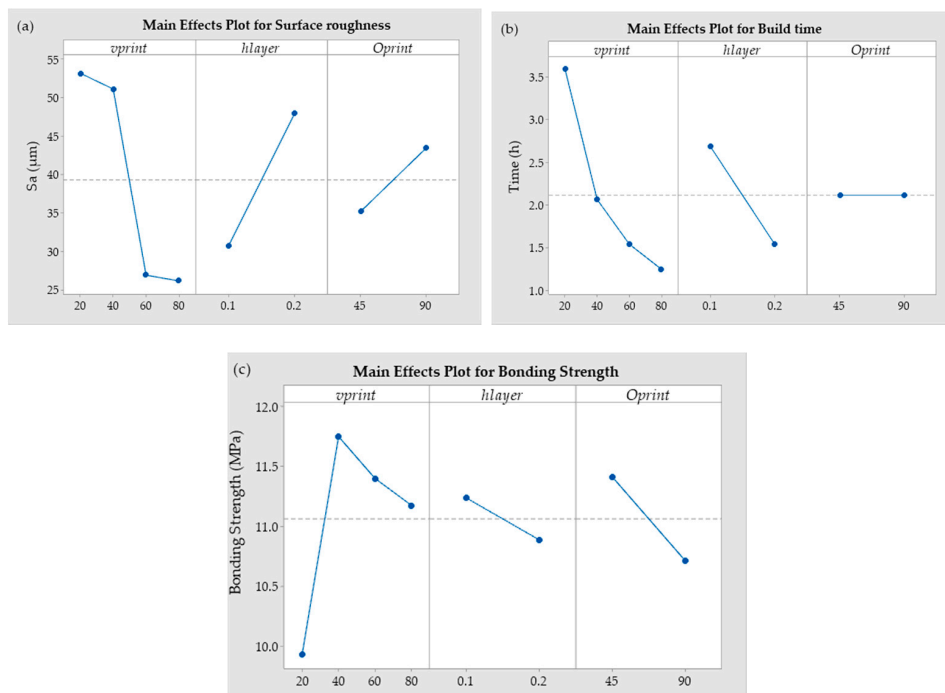 (a)
Main Effects Plot for Surface roughness
vprint hlayer Oprint
Sa (µm)
55
50
45
40
35
30
25
20 40 60 80 0.1 0.2 45 90
(b)
Main Effects Plot for Build time
vprint hlayer Oprint
Time (h)
3.5
3.0
2.5
2.0
1.5
1.0
20 40 60 80 0.1 0.2 45 90
(c)
Main Effects Plot for Bonding Strength
vprint hlayer Oprint
Bonding Strength (MPa)
12.0
11.5
11.0
10.5
10.0
20 40 60 80 0.1 0.2 45 90